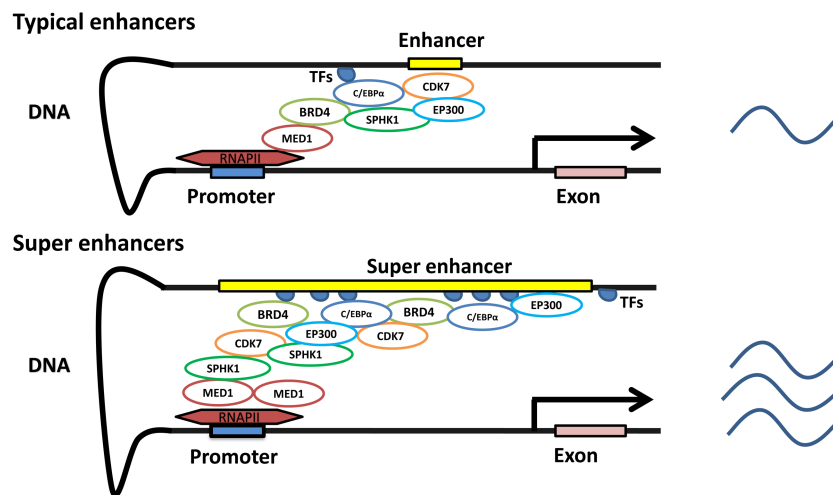 Typical enhancers
Enhancer
TFs
CDK7
C/EBPα
DNA
BRD4
EP300
SPHK1
MED1
RNAPII
Promoter
Exon
Super enhancers
Super enhancer
EP300
TFs
BRD4
C/EBPα
BRD4
C/EBPα
EP300
CDK7
CDK7
SPHK1
DNA
SPHK1
MED1
MED1
RNAPII
Promoter
Exon